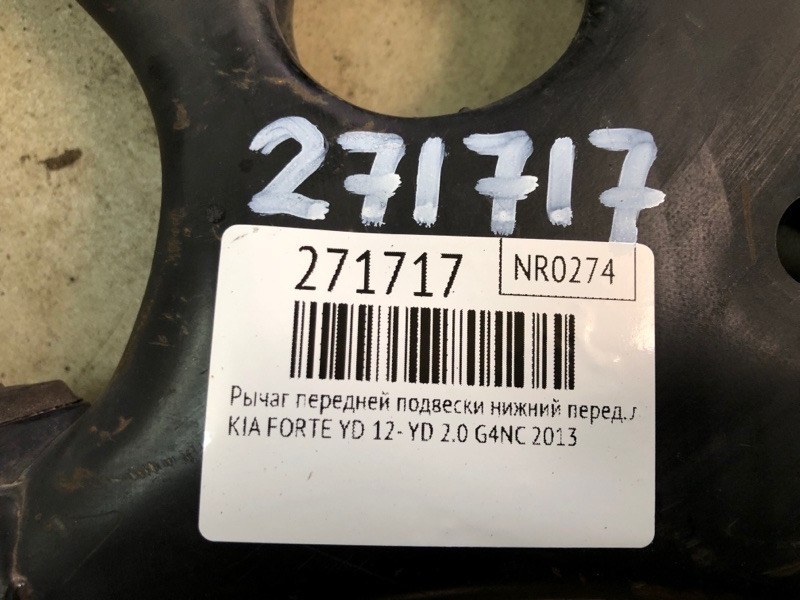 271717
271717
NR0274
Рычаг передней подвески нижний перед. л
KIA FORTE YD 12- YD 2.0 G4NC 2013